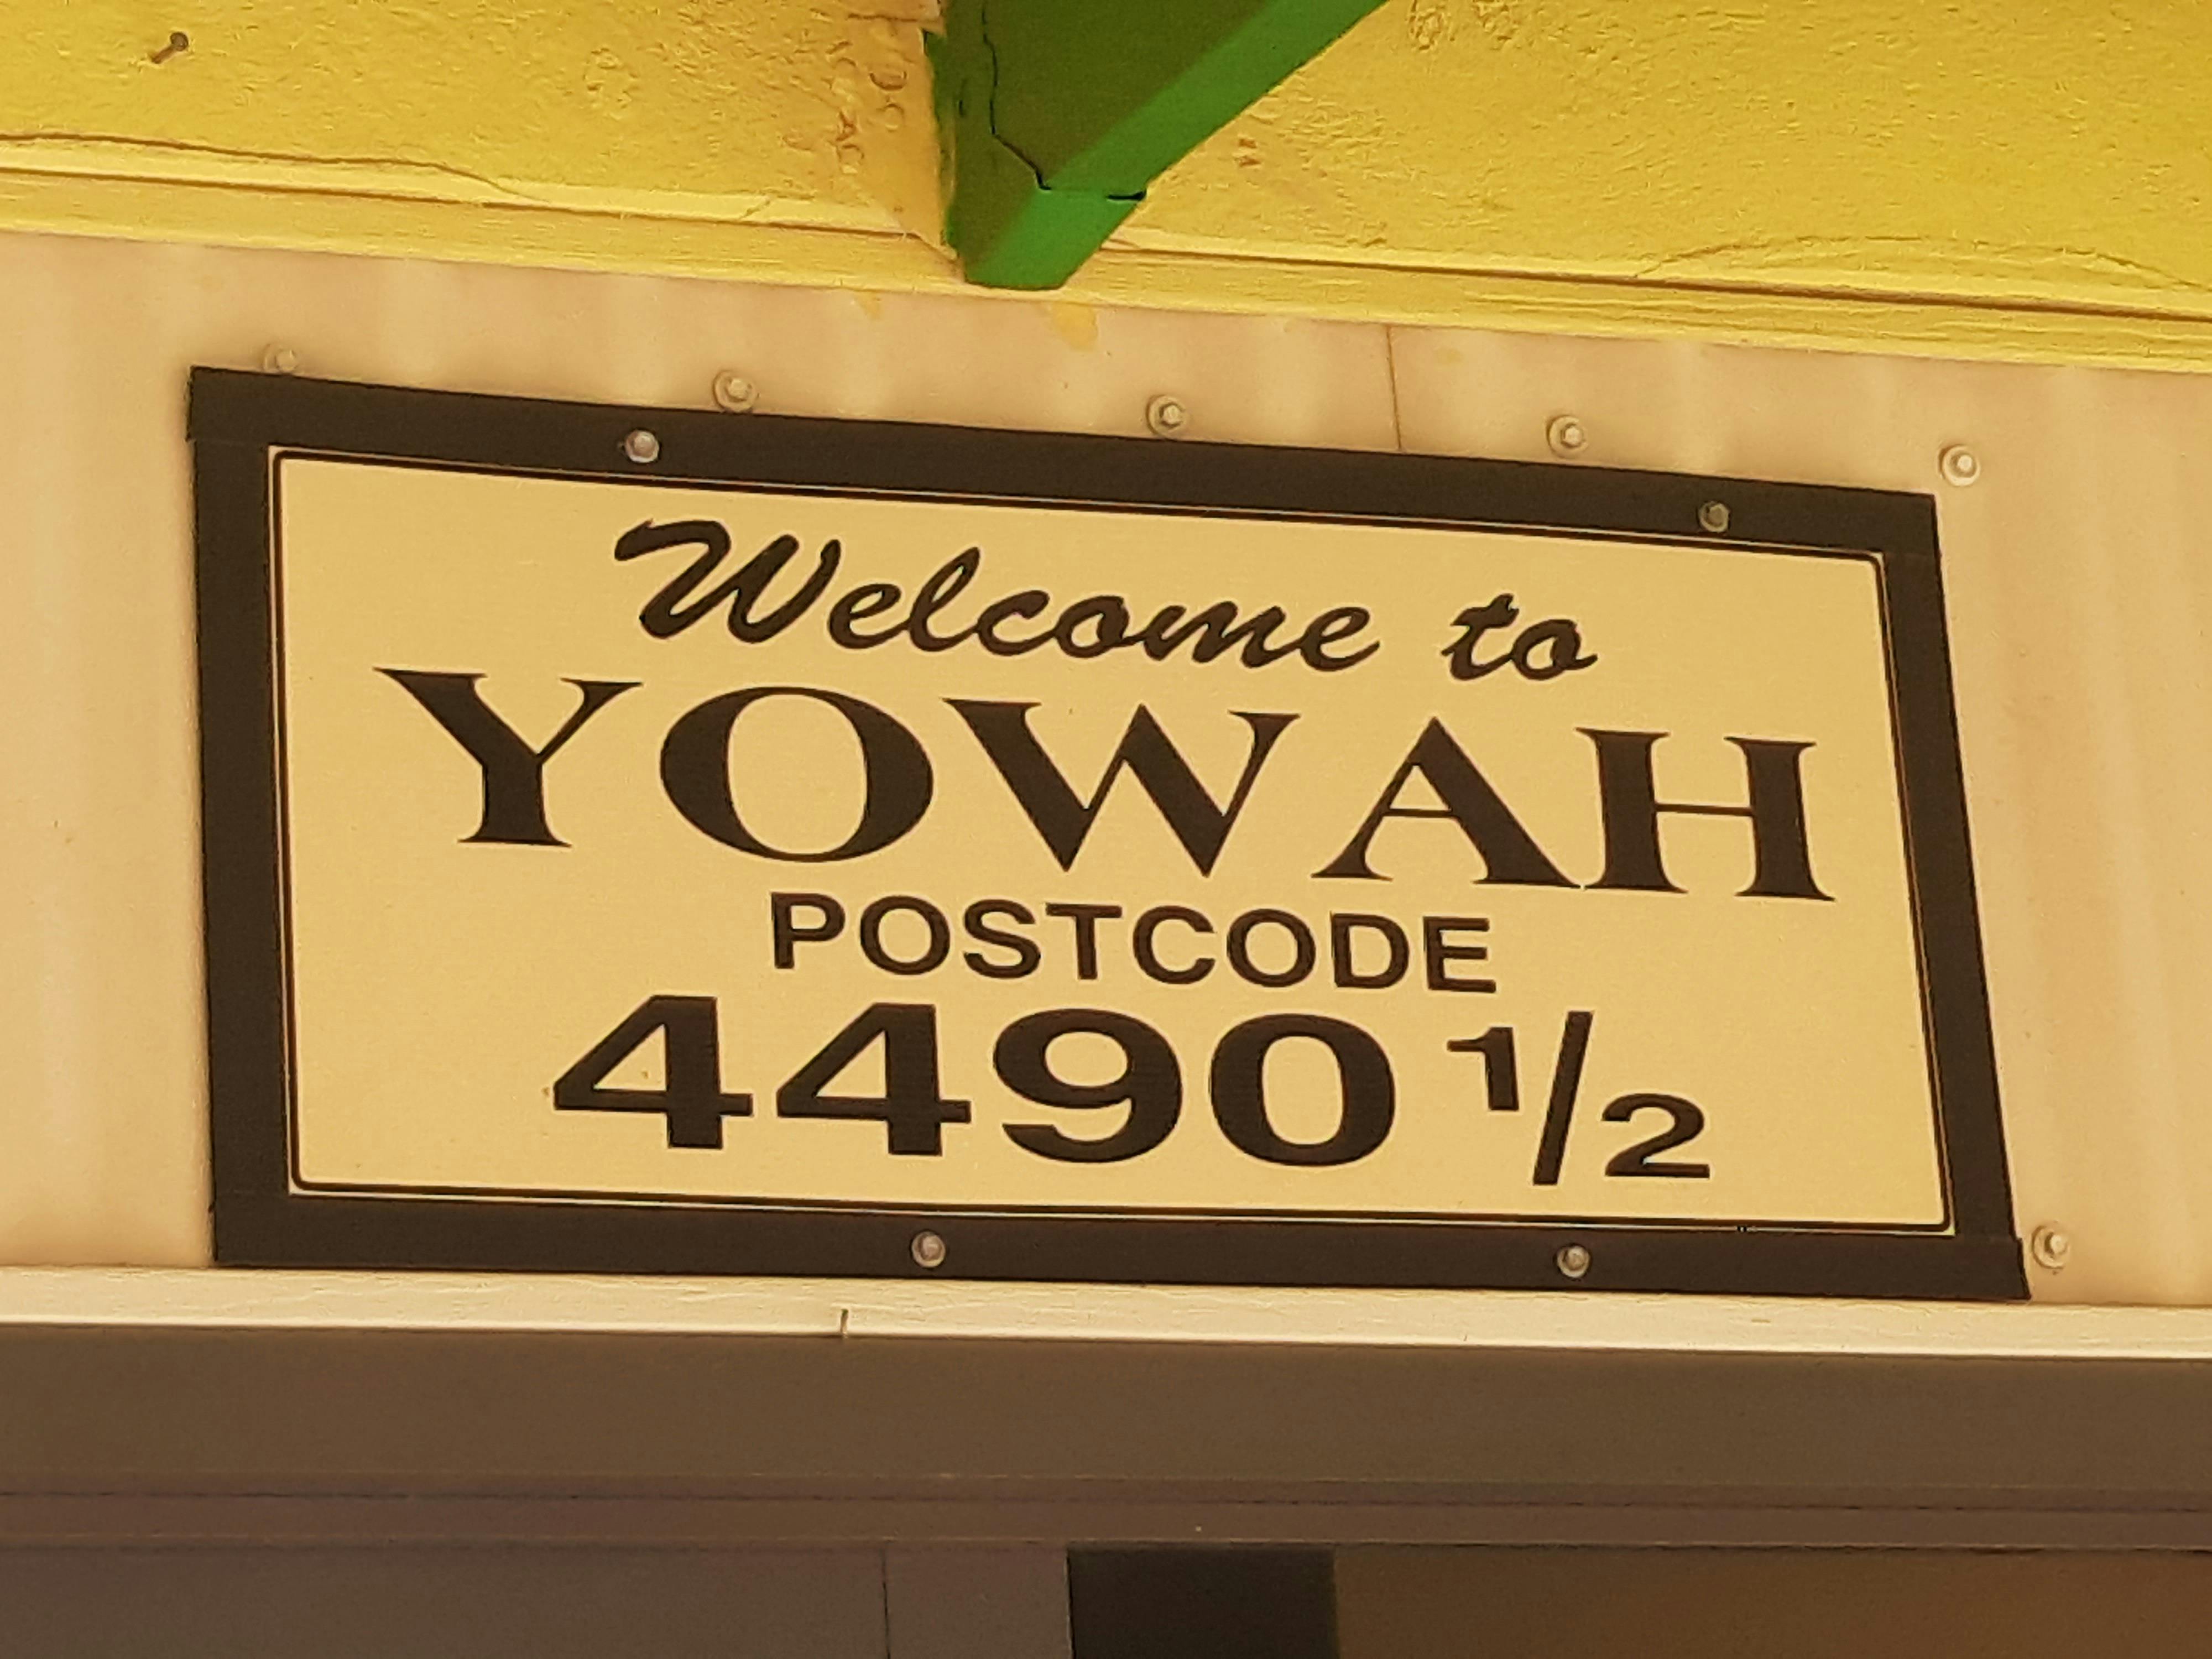 Welcome to
YOWAH
POSTCODE
4490 1/2